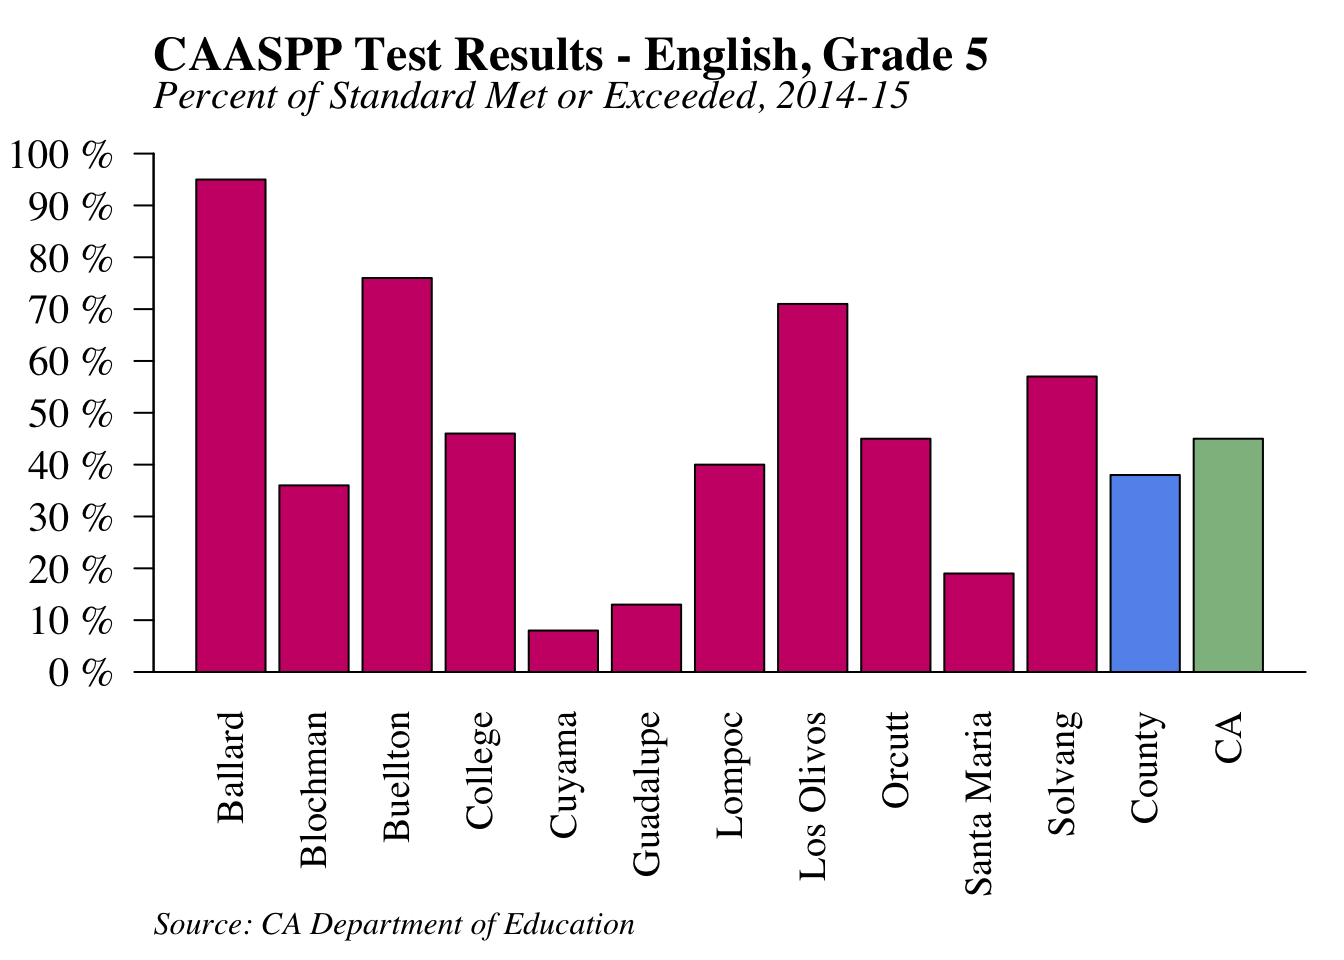 CAASPP Test Results - English, Grade 5
Percent of Standard Met or Exceeded, 2014-15
100 %
90 %
80 %
70 %
60 %
50 %
40 %
30 %
20 %
10 %
0 %
Ballard
Blochman
Buellton
College
Cuyama
Guadalupe
Lompoc
Los Olivos
Orcutt
Santa Maria
Solvang
County
CA
Source: CA Department of Education